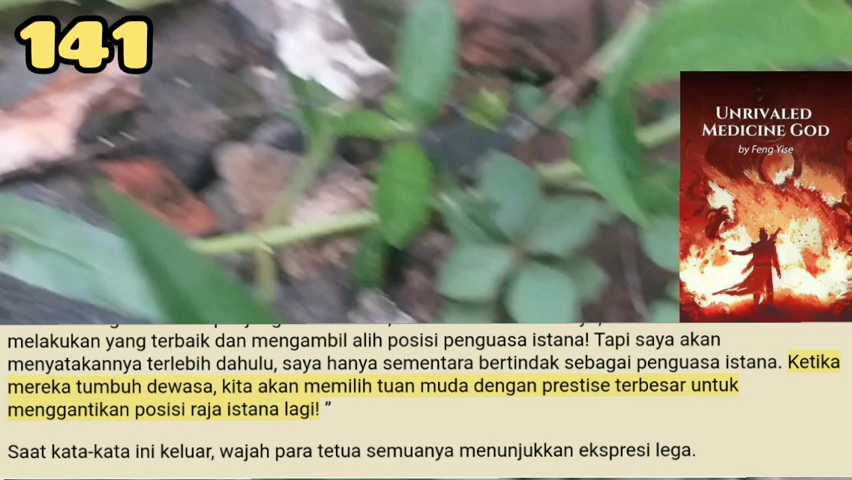 141
UNRIVALED
MEDICINE GOD
by Feng Yise
melakukan yang terbaik dan mengambil alih posisi penguasa istana! Tapi saya akan
menyatakannya terlebih dahulu, saya hanya sementara bertindak sebagai penguasa istana. Ketika
mereka tumbuh dewasa, kita akan memilih tuan muda dengan prestise terbesar untuk
menggantikan posisi raja istana lagi! ”
Saat kata-kata ini keluar, wajah para tetua semuanya menunjukkan ekspresi lega.